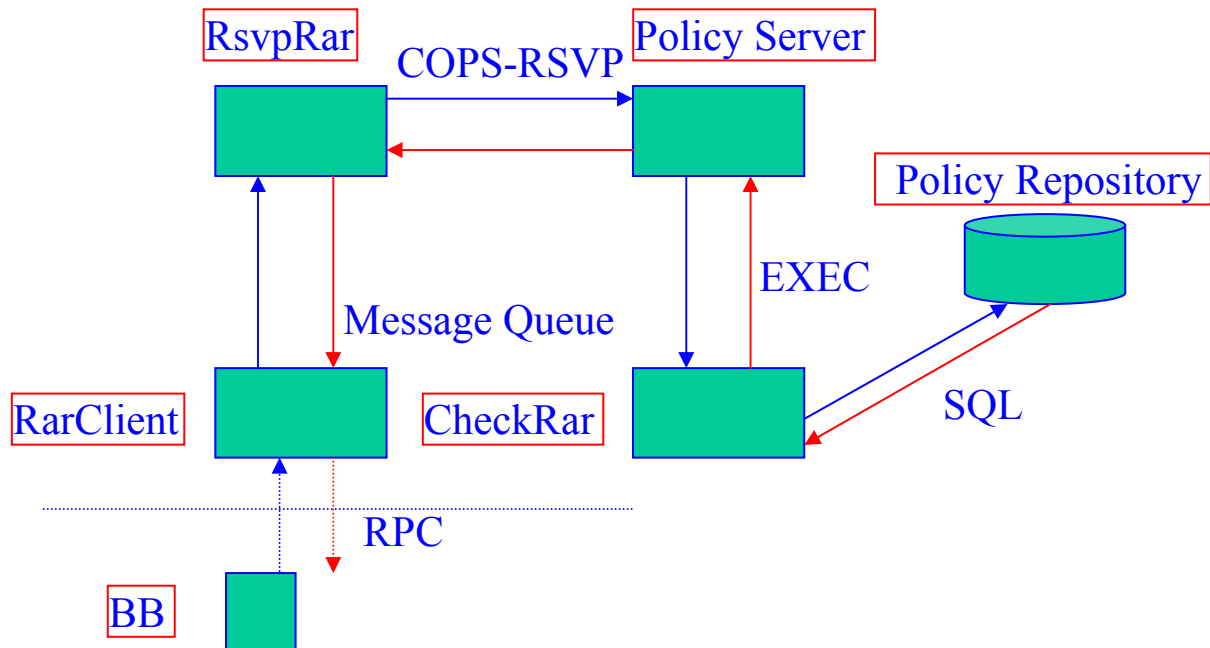 RsvpRar
Policy Server
COPS-RSVP
Policy Repository
EXEC
Message Queue
RarClient
CheckRar
SQL
RPC
BB